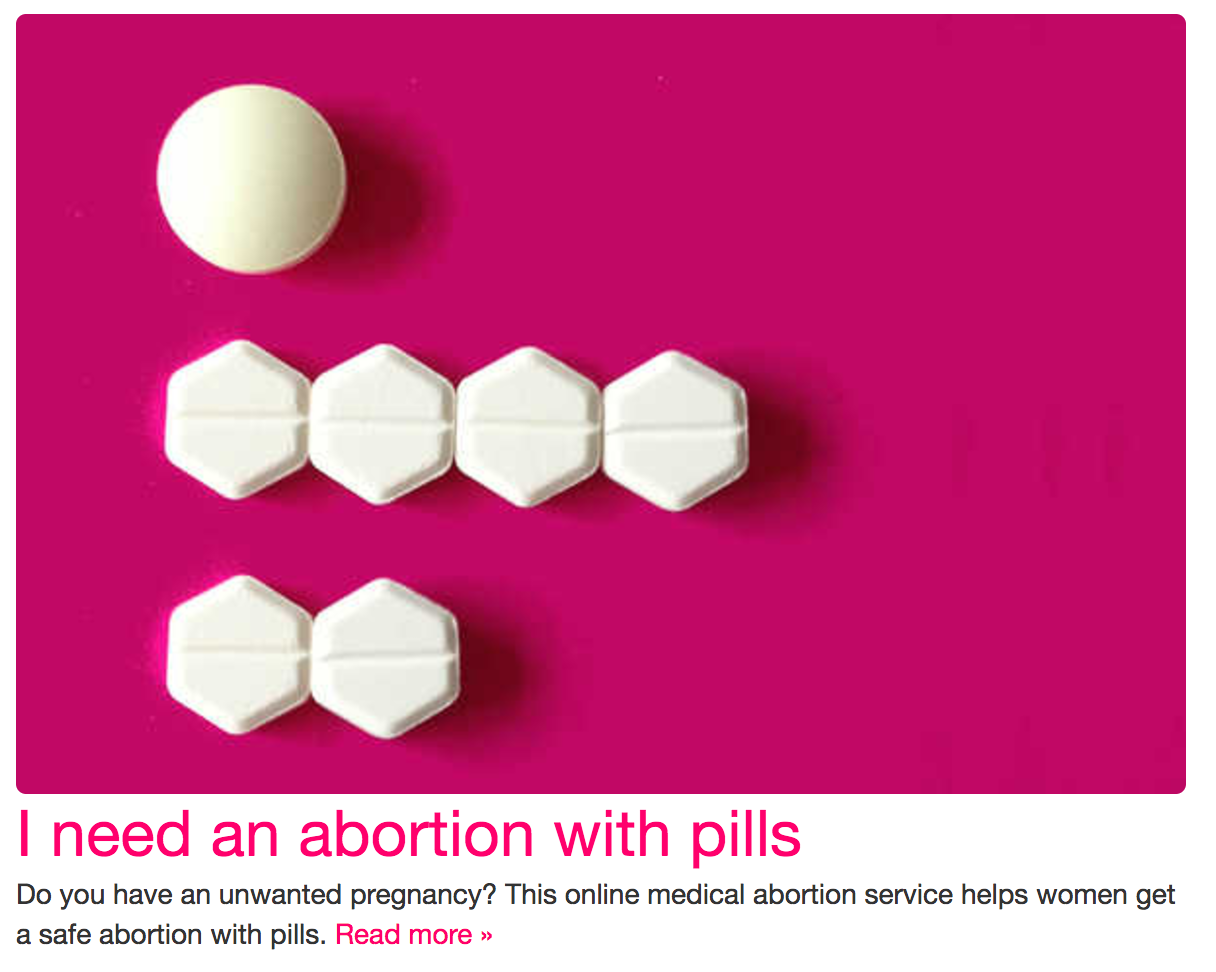 I need an abortion with pills
Do you have an unwanted pregnancy? This online medical abortion service helps women get
a safe abortion with pills. Read more »